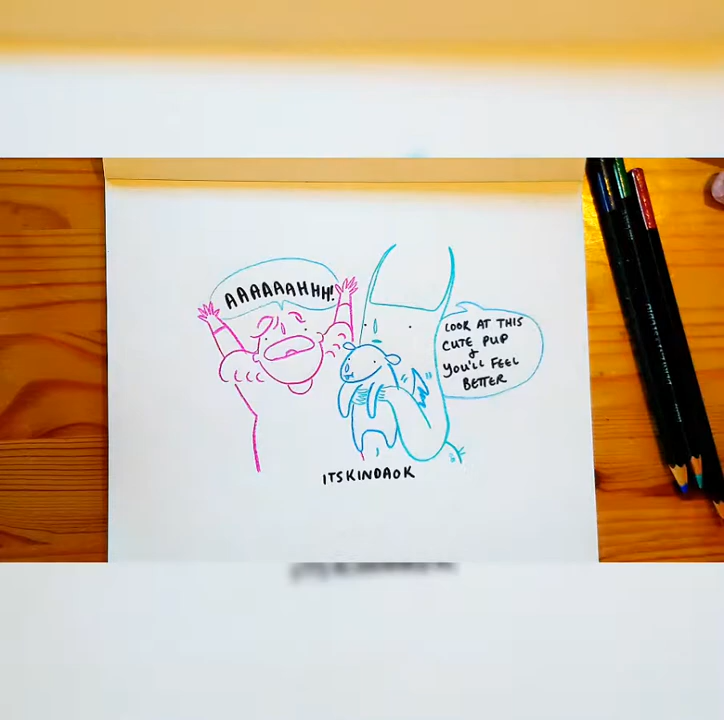 AAAAAAHHH!
LOOK AT THIS
CUTE PUP
&
YOU'LL FEEL
BETTER
ITSKINDAOK